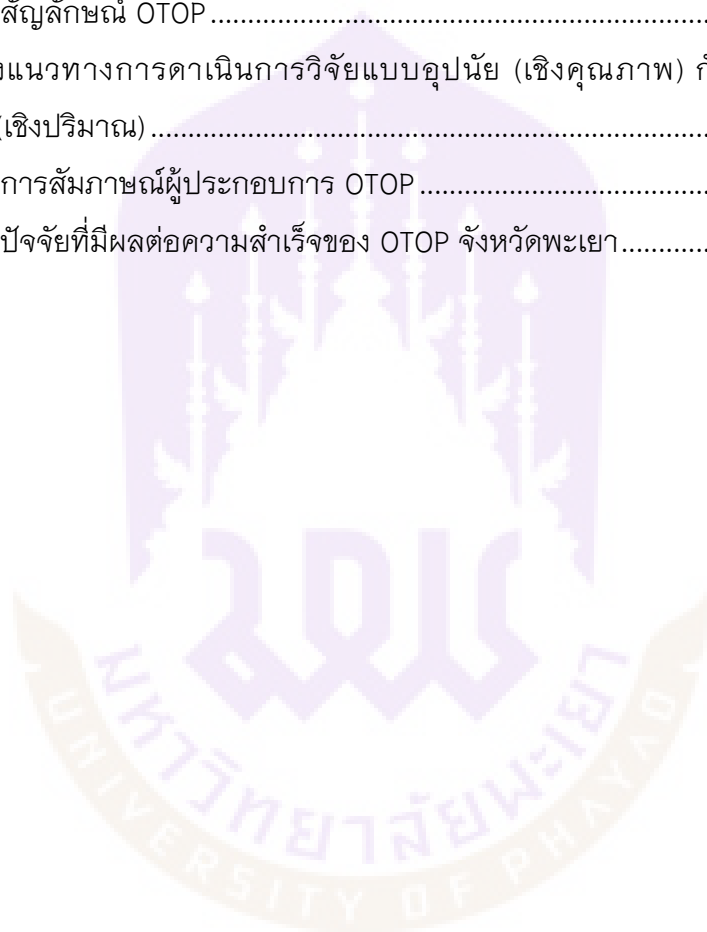 สัญลักษณ์ OTOP
งแนวทางการดาเนินการวิจัยแบบอุปนัย (เชิงคุณภาพ) ก
(เชิงปริมาณ)
การสัมภาษณ์ผู้ประกอบการ OTOP
ปัจจัยที่มีผลต่อความสำเร็จของ OTOP จังหวัดพะเยา
มหาวิทยาลัยพะเยา
UNIVERSITY OF PHAYAO